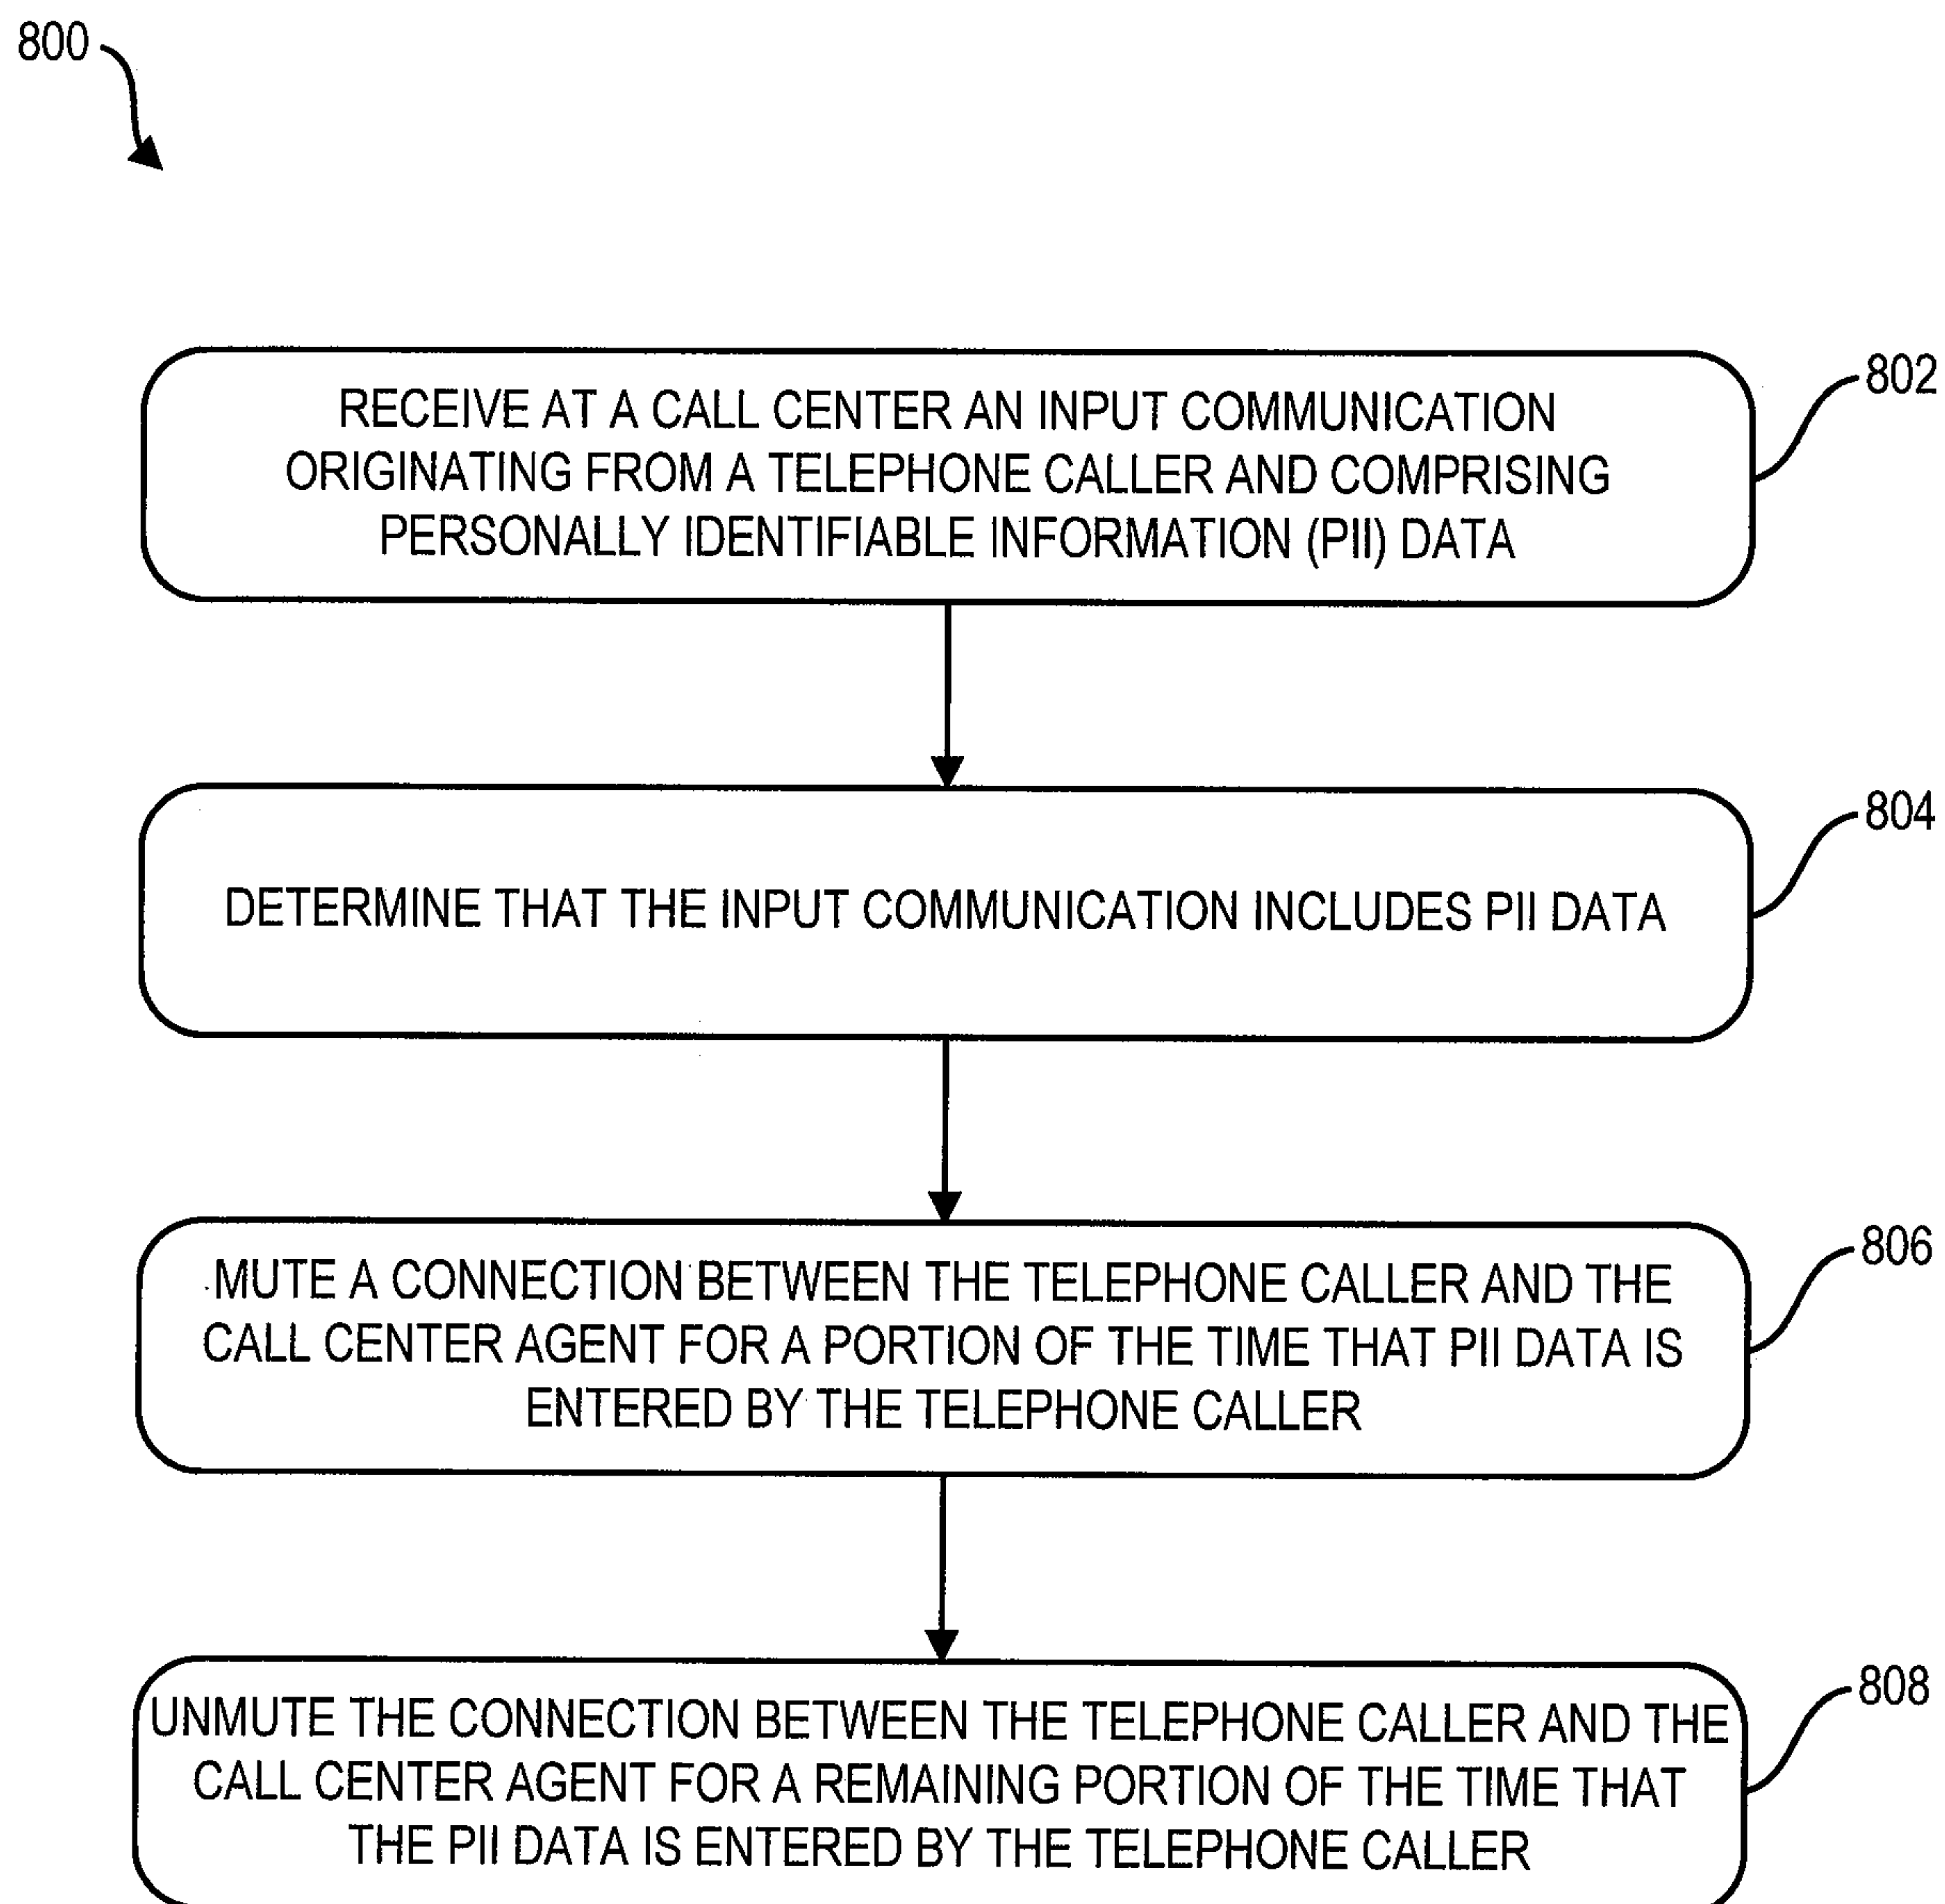 800
802
RECEIVE AT A CALL CENTER AN INPUT COMMUNICATION
ORIGINATING FROM A TELEPHONE CALLER AND COMPRISING
PERSONALLY IDENTIFIABLE INFORMATION (PII) DATA
804
DETERMINE THAT THE INPUT COMMUNICATION INCLUDES PII DATA
806
MUTE A CONNECTION BETWEEN THE TELEPHONE CALLER AND THE
CALL CENTER AGENT FOR A PORTION OF THE TIME THAT PII DATA IS
ENTERED BY THE TELEPHONE CALLER
808
UNMUTE THE CONNECTION BETWEEN THE TELEPHONE CALLER AND THE
CALL CENTER AGENT FOR A REMAINING PORTION OF THE TIME THAT
THE PII DATA IS ENTERED BY THE TELEPHONE CALLER